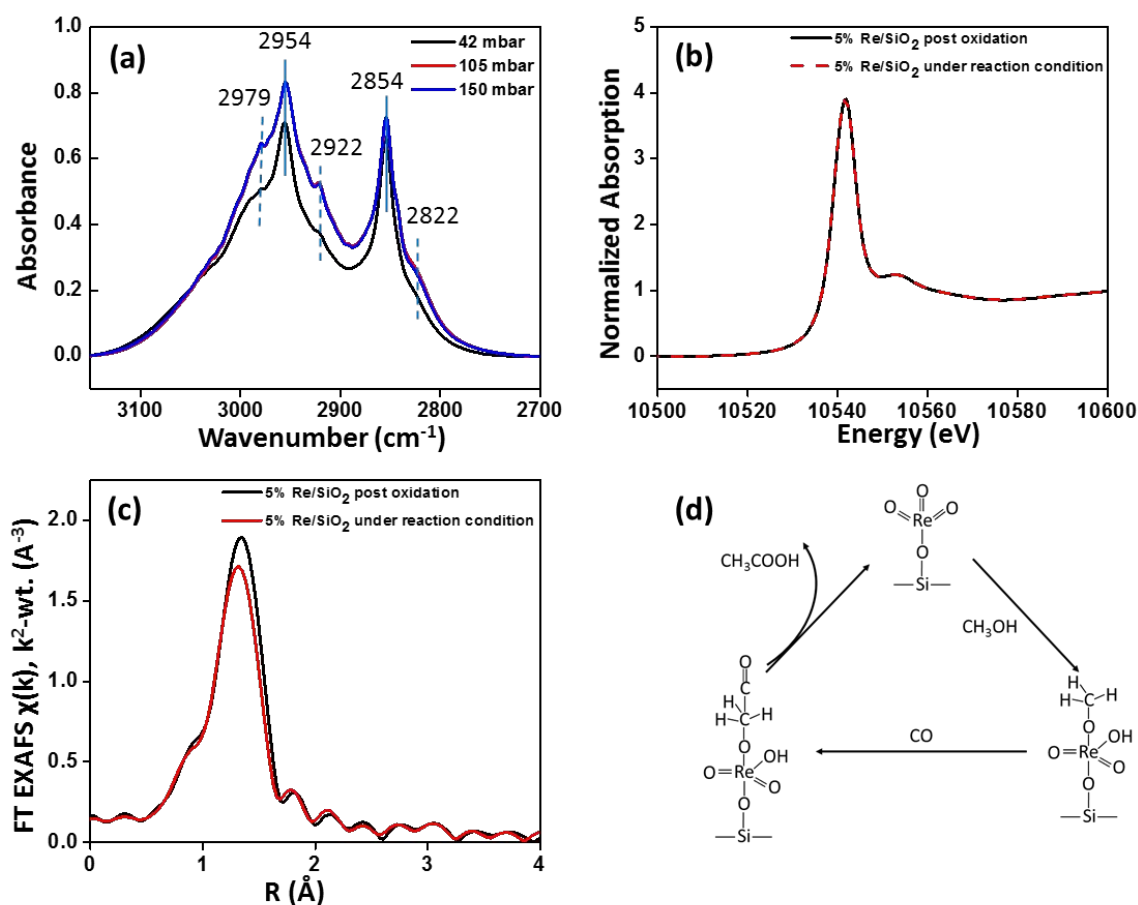 (a)
2954
42 mbar
105 mbar
150 mbar
2979
2854
2922
2822
1.0
0.8
0.6
0.4
0.2
0.0
Absorbance
3100
3000
2900
2800
2700
Wavenumber (cm-1)
(b)
5% Re/SiO2 post oxidation
5% Re/SiO2 under reaction condition
5
4
3
2
1
0
Normalized Absorption
10500
10520
10540
10560
10580
10600
Energy (eV)
(c)
5% Re/SiO2 post oxidation
5% Re/SiO2 under reaction condition
2.0
1.5
1.0
0.5
0.0
FT EXAFS χ(k), k2-wt. (A-3)
0
1
2
3
4
R (Å)
(d)
O
O
Re
O
O
Si
CH3COOH
CH3OH
O
C
H
C
H
O
OH
O
Re
O
O
Si
CO
H
H
C
H
O
OH
O
Re
O
O
Si